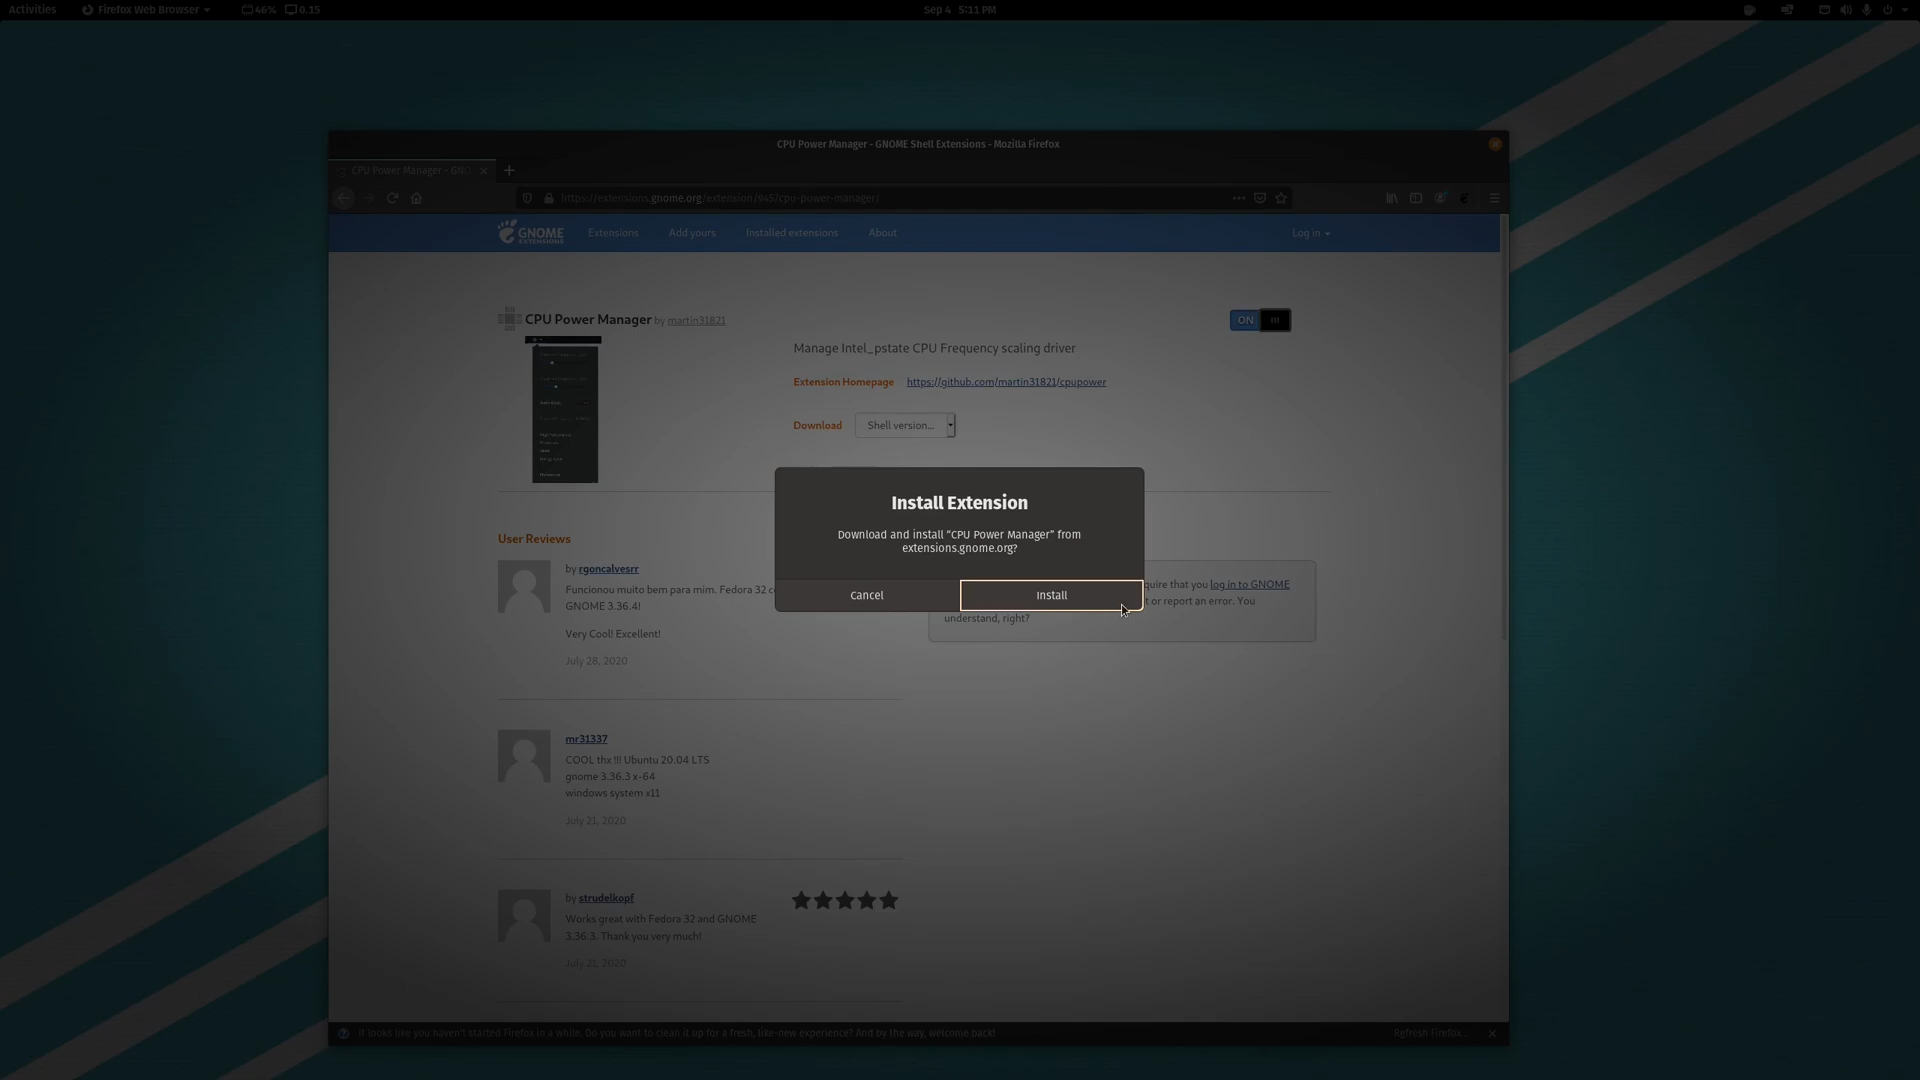 Activities
Firefox Web Browser
46%
0.15
Sep 4 5:11 PM
CPU Power Manager - GNOME Shell Extensions - Mozilla Firefox
CPU Power Manager - GNO
https://extensions.gnome.org/extension/945/cpu-power-manager/
GNOME
EXTENSIONS
Extensions
Add yours
Installed extensions
About
Log in
CPU Power Manager by martin31821
ON
Manage Intel_pstate CPU Frequency scaling driver
Extension Homepage https://github.com/martin31821/cpupower
Download Shell version...
Install Extension
Download and install “CPU Power Manager” from
extensions.gnome.org?
Cancel
Install
User Reviews
by rgoncalvesrr
Funcionou muito bem para mim. Fedora 32 c
GNOME 3.36.4!
Very Cool! Excellent!
July 28, 2020
quire that you log in to GNOME
t or report an error. You
understand, right?
mr31337
COOL thx !!! Ubuntu 20.04 LTS
gnome 3.36.3 x-64
windows system x11
July 21, 2020
by strudelkopf
Works great with Fedora 32 and GNOME
3.36.3. Thank you very much!
July 21, 2020
It looks like you haven't started Firefox in a while. Do you want to clean it up for a fresh, like-new experience? And by the way, welcome back!
Refresh Firefox...